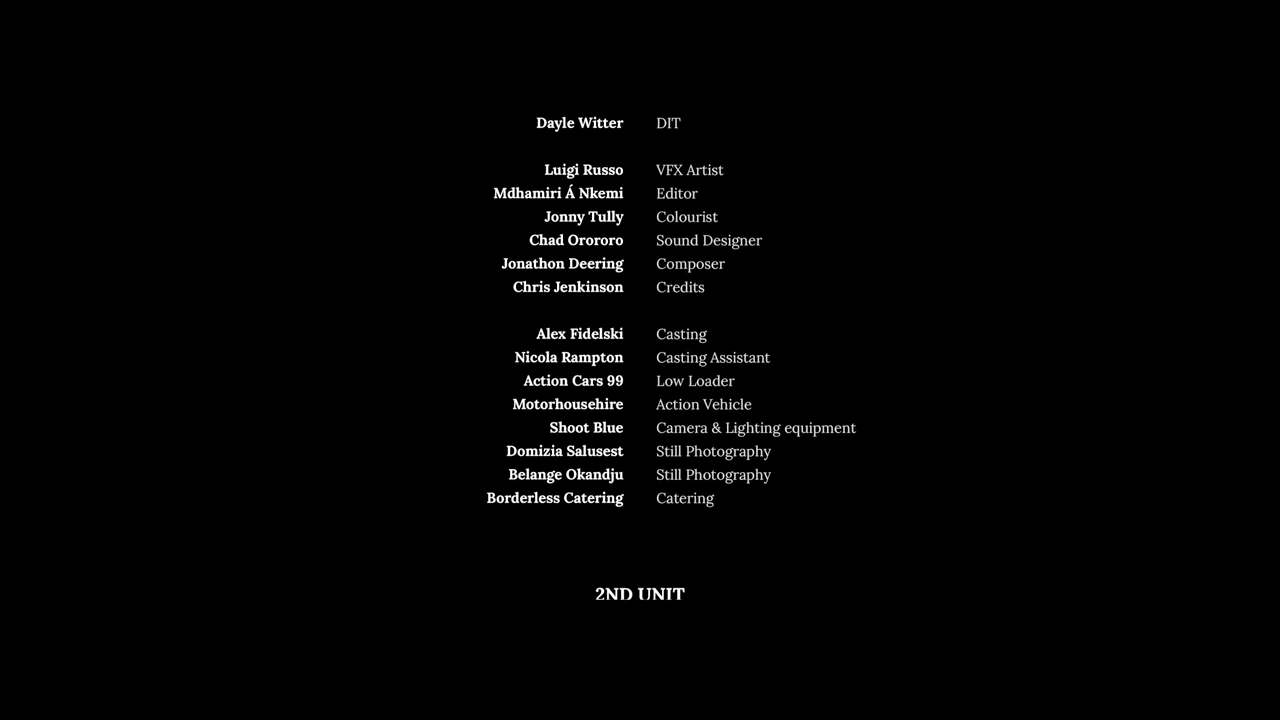 Dayle Witter DIT
Luigi Russo VFX Artist
Mdhamiri Á Nkemi Editor
Jonny Tully Colourist
Chad Orororo Sound Designer
Jonathon Deering Composer
Chris Jenkinson Credits
Alex Fidelski Casting
Nicola Rampton Casting Assistant
Action Cars 99 Low Loader
Motorhousehire Action Vehicle
Shoot Blue Camera & Lighting equipment
Domizia Salusest Still Photography
Belange Okandju Still Photography
Borderless Catering Catering
2ND UNIT